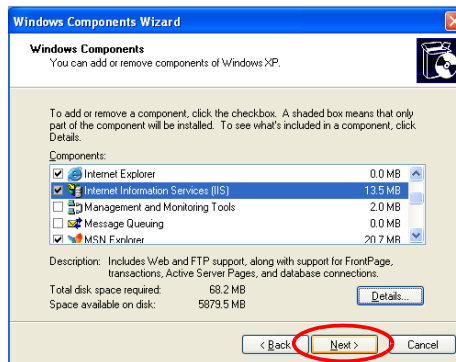 Windows Components Wizard
Windows Components
You can add or remove components of Windows XP.
To add or remove a component, click the checkbox. A shaded box means that only
part of the component will be installed. To see what's included in a component, click
Details.
Components:
Internet Explorer 0.0 MB
Internet Information Services (IIS) 13.5 MB
Management and Monitoring Tools 2.0 MB
Message Queuing 0.0 MB
MSN Explorer 20.7 MB
Description: Includes Web and FTP support, along with support for FrontPage,
transactions, Active Server Pages, and database connections.
Total disk space required: 68.2 MB
Space available on disk: 5879.5 MB
Details...
< Back Next > Cancel